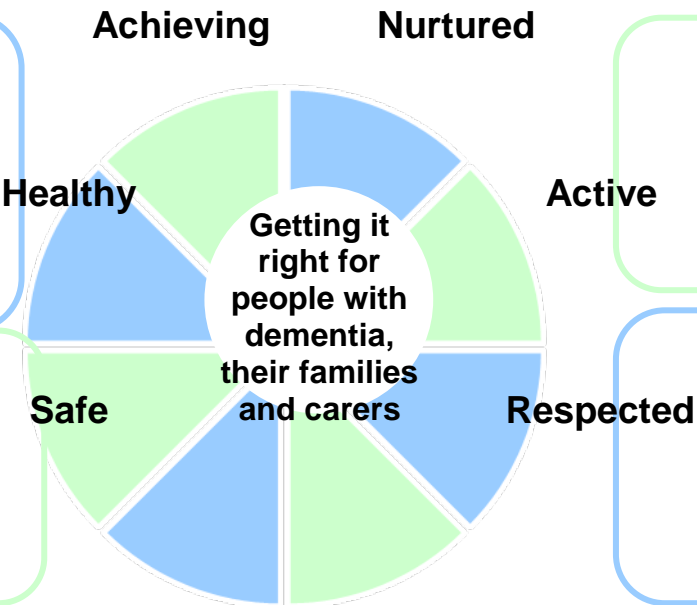 Achieving
Nurtured
Healthy
Active
Getting it
right for
people with
dementia,
their families
and carers
Safe
Respected